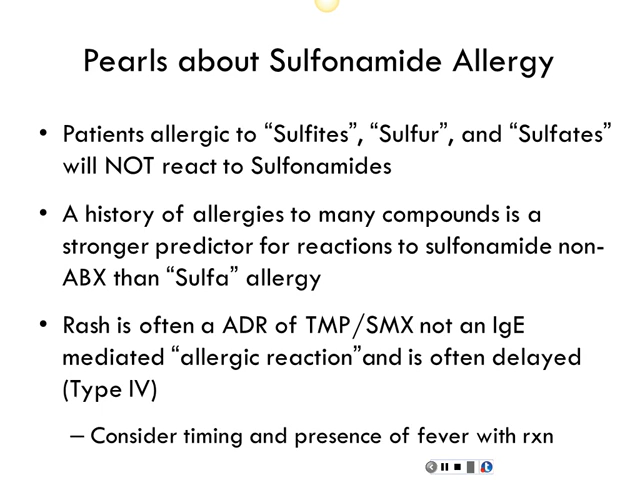 Pearls about Sulfonamide Allergy
• Patients allergic to “Sulfites”, “Sulfur”, and “Sulfates”
will NOT react to Sulfonamides
• A history of allergies to many compounds is a
stronger predictor for reactions to sulfonamide non-
ABX than “Sulfa” allergy
• Rash is often a ADR of TMP/SMX not an IgE
mediated “allergic reaction”and is often delayed
(Type IV)
– Consider timing and presence of fever with rxn